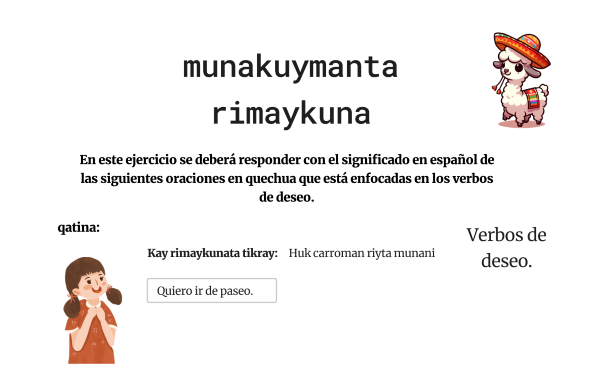 munakuymanta
rimaykuna
En este ejercicio se deberá responder con el significado en español de
las siguientes oraciones en quechua que está enfocadas en los verbos
de deseo.
qatina:
Verbos de
deseo.
Kay rimaykunata tikray: Huk carroman riyta munani
Quiero ir de paseo.